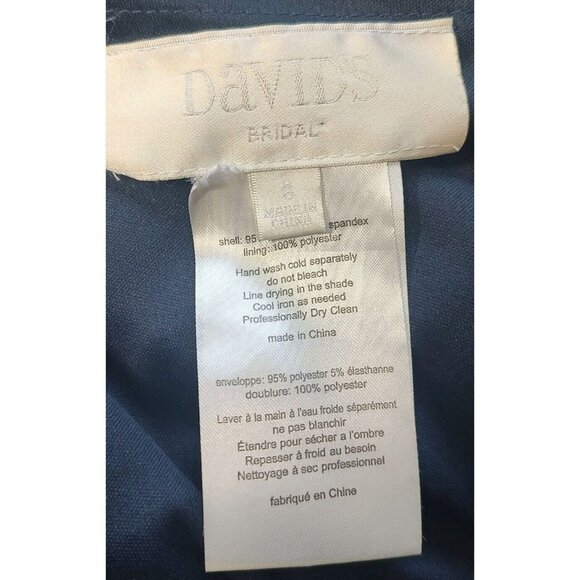 DaVID'S
BRIDAL
MADE IN
CHINA
shell: 95 spandex
lining: 100% polyester
Hand wash cold separately
do not bleach
Line drying in the shade
Cool iron as needed
Professionally Dry Clean
made in China
enveloppe: 95% polyester 5% élasthanne
doublure: 100% polyester
Laver à la main à l'eau froide séparément
ne pas blanchir
Étendre pour sécher a l'ombre
Repasser à froid au besoin
Nettoyage à sec professionnel
fabriqué en Chine